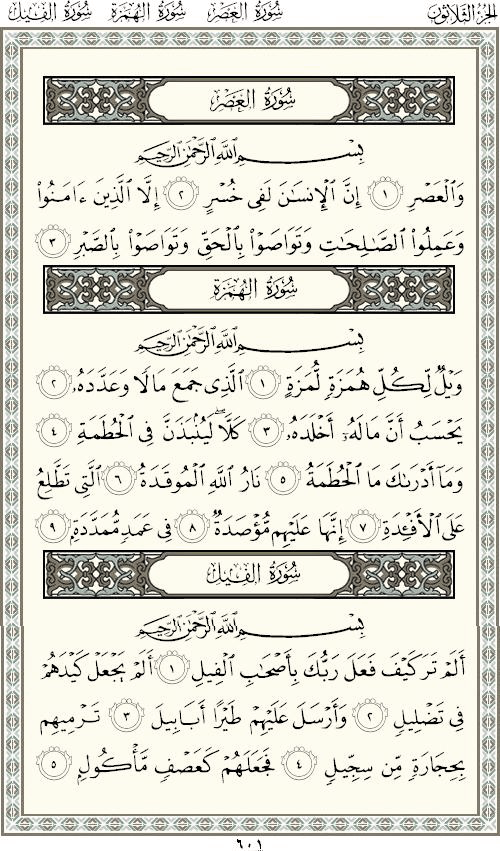 الجزء الثلاثون سورة العصر سورة الهمزة سورة الفيل
سُورَةُ العَصْرِ
بِسْمِ ٱللَّهِ ٱلرَّحْمَٰنِ ٱلرَّحِيمِ
وَٱلْعَصْرِ ١ إِنَّ ٱلْإِنسَٰنَ لَفِى خُسْرٍ ٢ إِلَّا ٱلَّذِينَ ءَامَنُوا۟
وَعَمِلُوا۟ ٱلصَّٰلِحَٰتِ وَتَوَاصَوْا۟ بِٱلْحَقِّ وَتَوَاصَوْا۟ بِٱلصَّبْرِ ٣
سُورَةُ الهُمَزَةِ
بِسْمِ ٱللَّهِ ٱلرَّحْمَٰنِ ٱلرَّحِيمِ
وَيْلٌ لِّكُلِّ هُمَزَةٍ لُّمَزَةٍ ١ ٱلَّذِى جَمَعَ مَالًا وَعَدَّدَهُۥ ٢
يَحْسَبُ أَنَّ مَالَهُۥٓ أَخْلَدَهُۥ ٣ كَلَّا ۖ لَيُنۢبَذَنَّ فِى ٱلْحُطَمَةِ ٤
وَمَآ أَدْرَىٰكَ مَا ٱلْحُطَمَةُ ٥ نَارُ ٱللَّهِ ٱلْمُوقَدَةُ ٦ ٱلَّتِى تَطَّلِعُ
عَلَى ٱلْأَفْـِٔدَةِ ٧ إِنَّهَا عَلَيْهِم مُّؤْصَدَةٌ ٨ فِى عَمَدٍ مُّمَدَّدَةٍۭ ٩
سُورَةُ الفِيلِ
بِسْمِ ٱللَّهِ ٱلرَّحْمَٰنِ ٱلرَّحِيمِ
أَلَمْ تَرَ كَيْفَ فَعَلَ رَبُّكَ بِأَصْحَٰبِ ٱلْفِيلِ ١ أَلَمْ يَجْعَلْ كَيْدَهُمْ
فِى تَضْلِيلٍ ٢ وَأَرْسَلَ عَلَيْهِمْ طَيْرًا أَبَابِيلَ ٣ تَرْمِيهِم
بِحِجَارَةٍ مِّن سِجِّيلٍ ٤ فَجَعَلَهُمْ كَعَصْفٍ مَّأْكُولٍۭ ٥
٦٠١